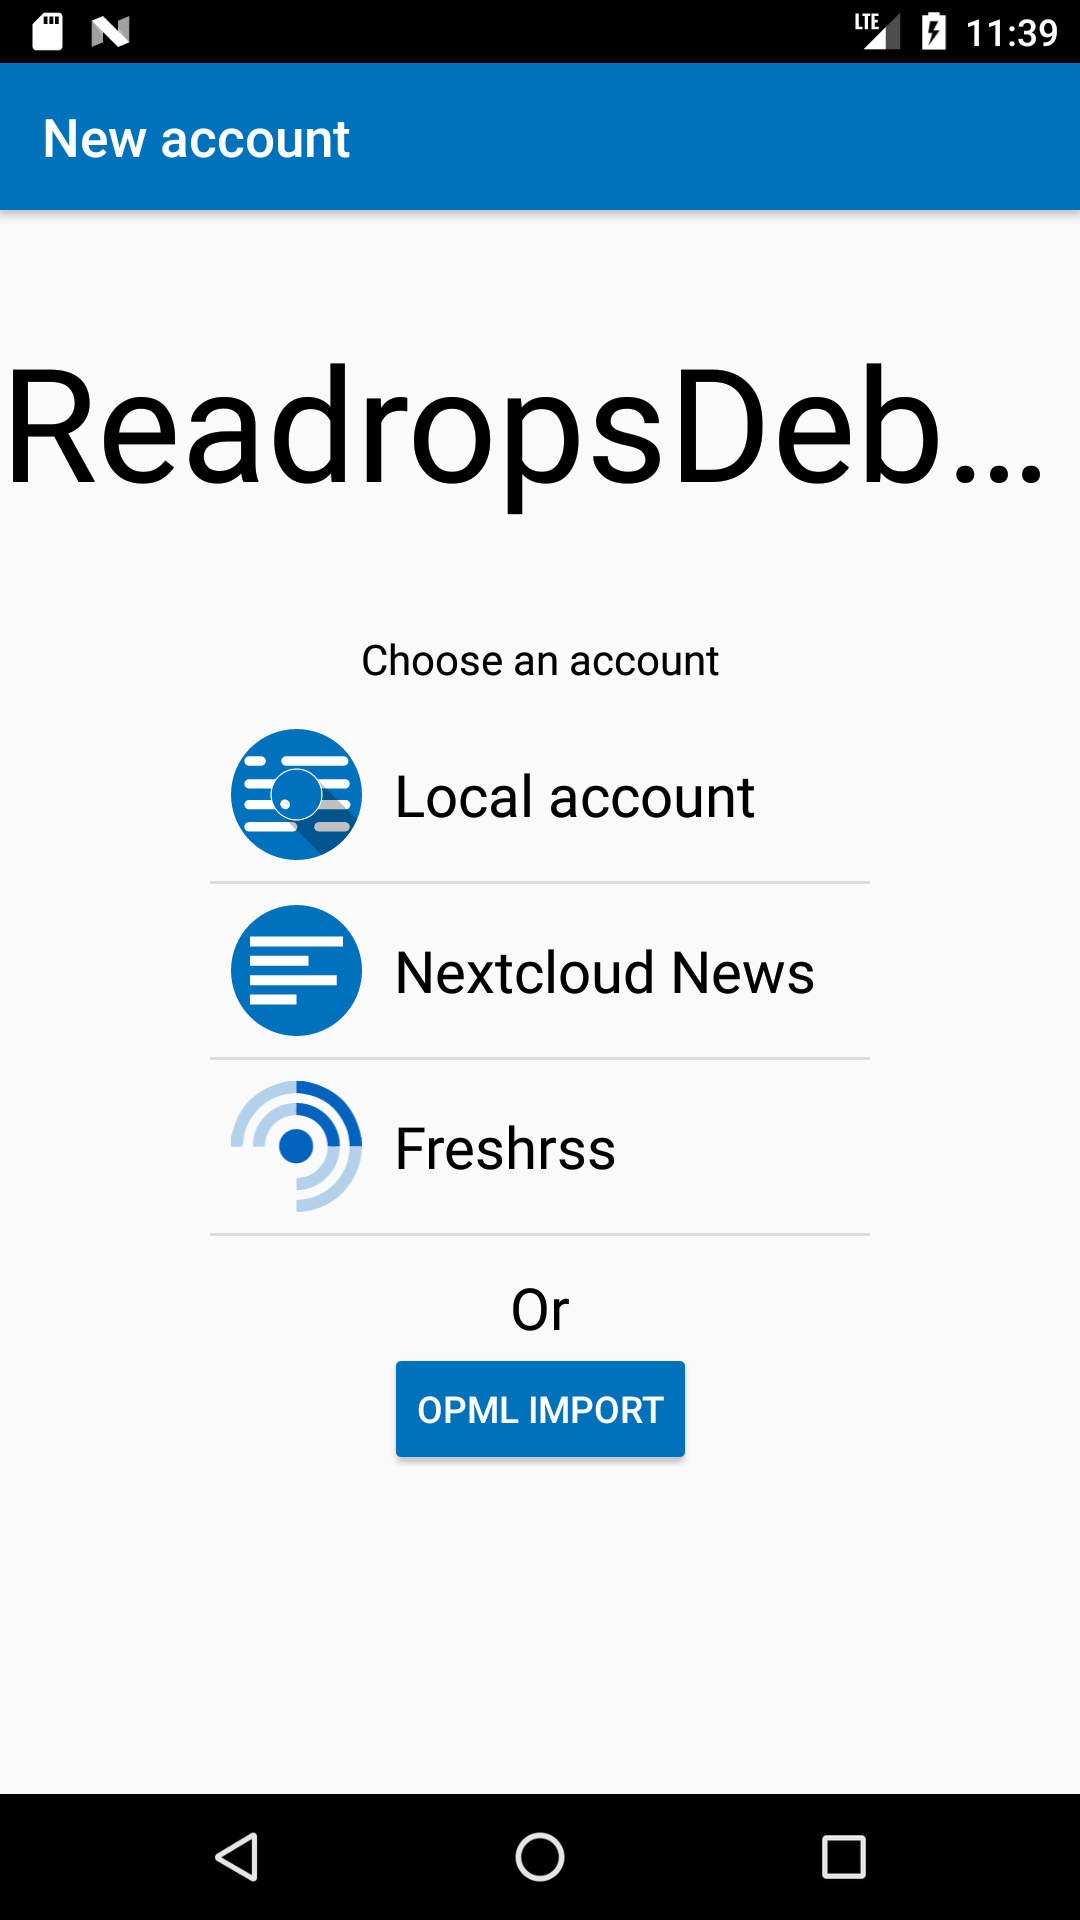 LTE 11:39
New account
ReadropsDeb...
Choose an account
Local account
Nextcloud News
Freshrss
Or
OPML IMPORT